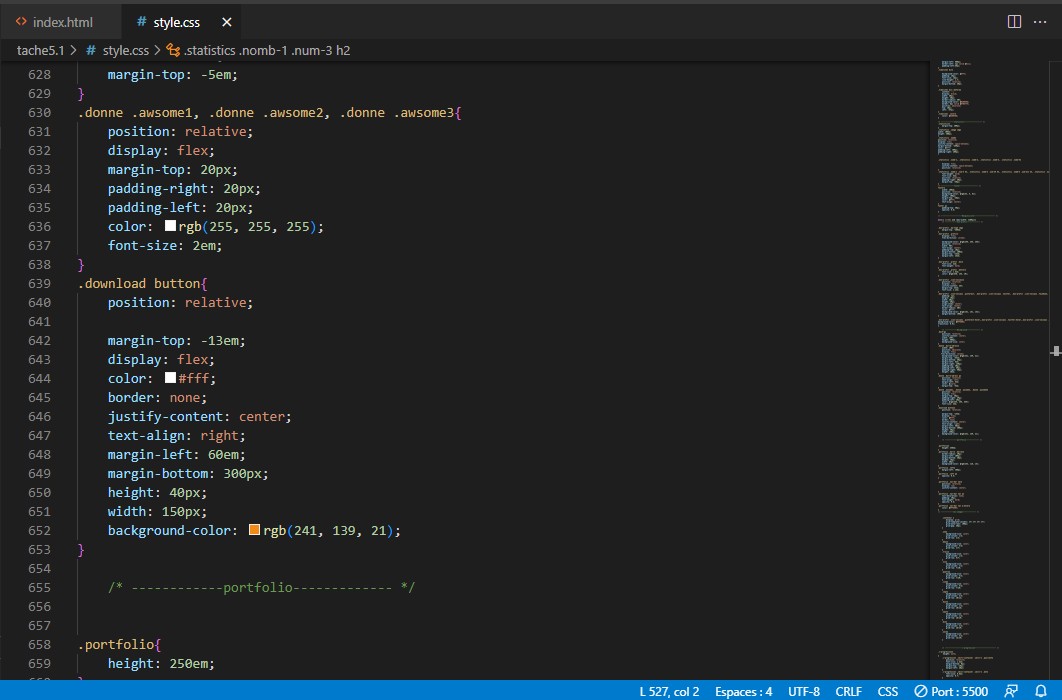 index.html
# style.css ×
tache5.1 > # style.css > .statistics .nomb-1 .num-3 h2
628 margin-top: -5em;
629 }
630 .donne .awsome1, .donne .awsome2, .donne .awsome3{
631 position: relative;
632 display: flex;
633 margin-top: 20px;
634 padding-right: 20px;
635 padding-left: 20px;
636 color: rgb(255, 255, 255);
637 font-size: 2em;
638 }
639 .download button{
640 position: relative;
641
642 margin-top: -13em;
643 display: flex;
644 color: #fff;
645 border: none;
646 justify-content: center;
647 text-align: right;
648 margin-left: 60em;
649 margin-bottom: 300px;
650 height: 40px;
651 width: 150px;
652 background-color: rgb(241, 139, 21);
653 }
654
655 /* ------------portfolio------------- */
656
657
658 .portfolio{
659 height: 250em;
L 527, col 2 Espaces : 4 UTF-8 CRLF CSS Port : 5500